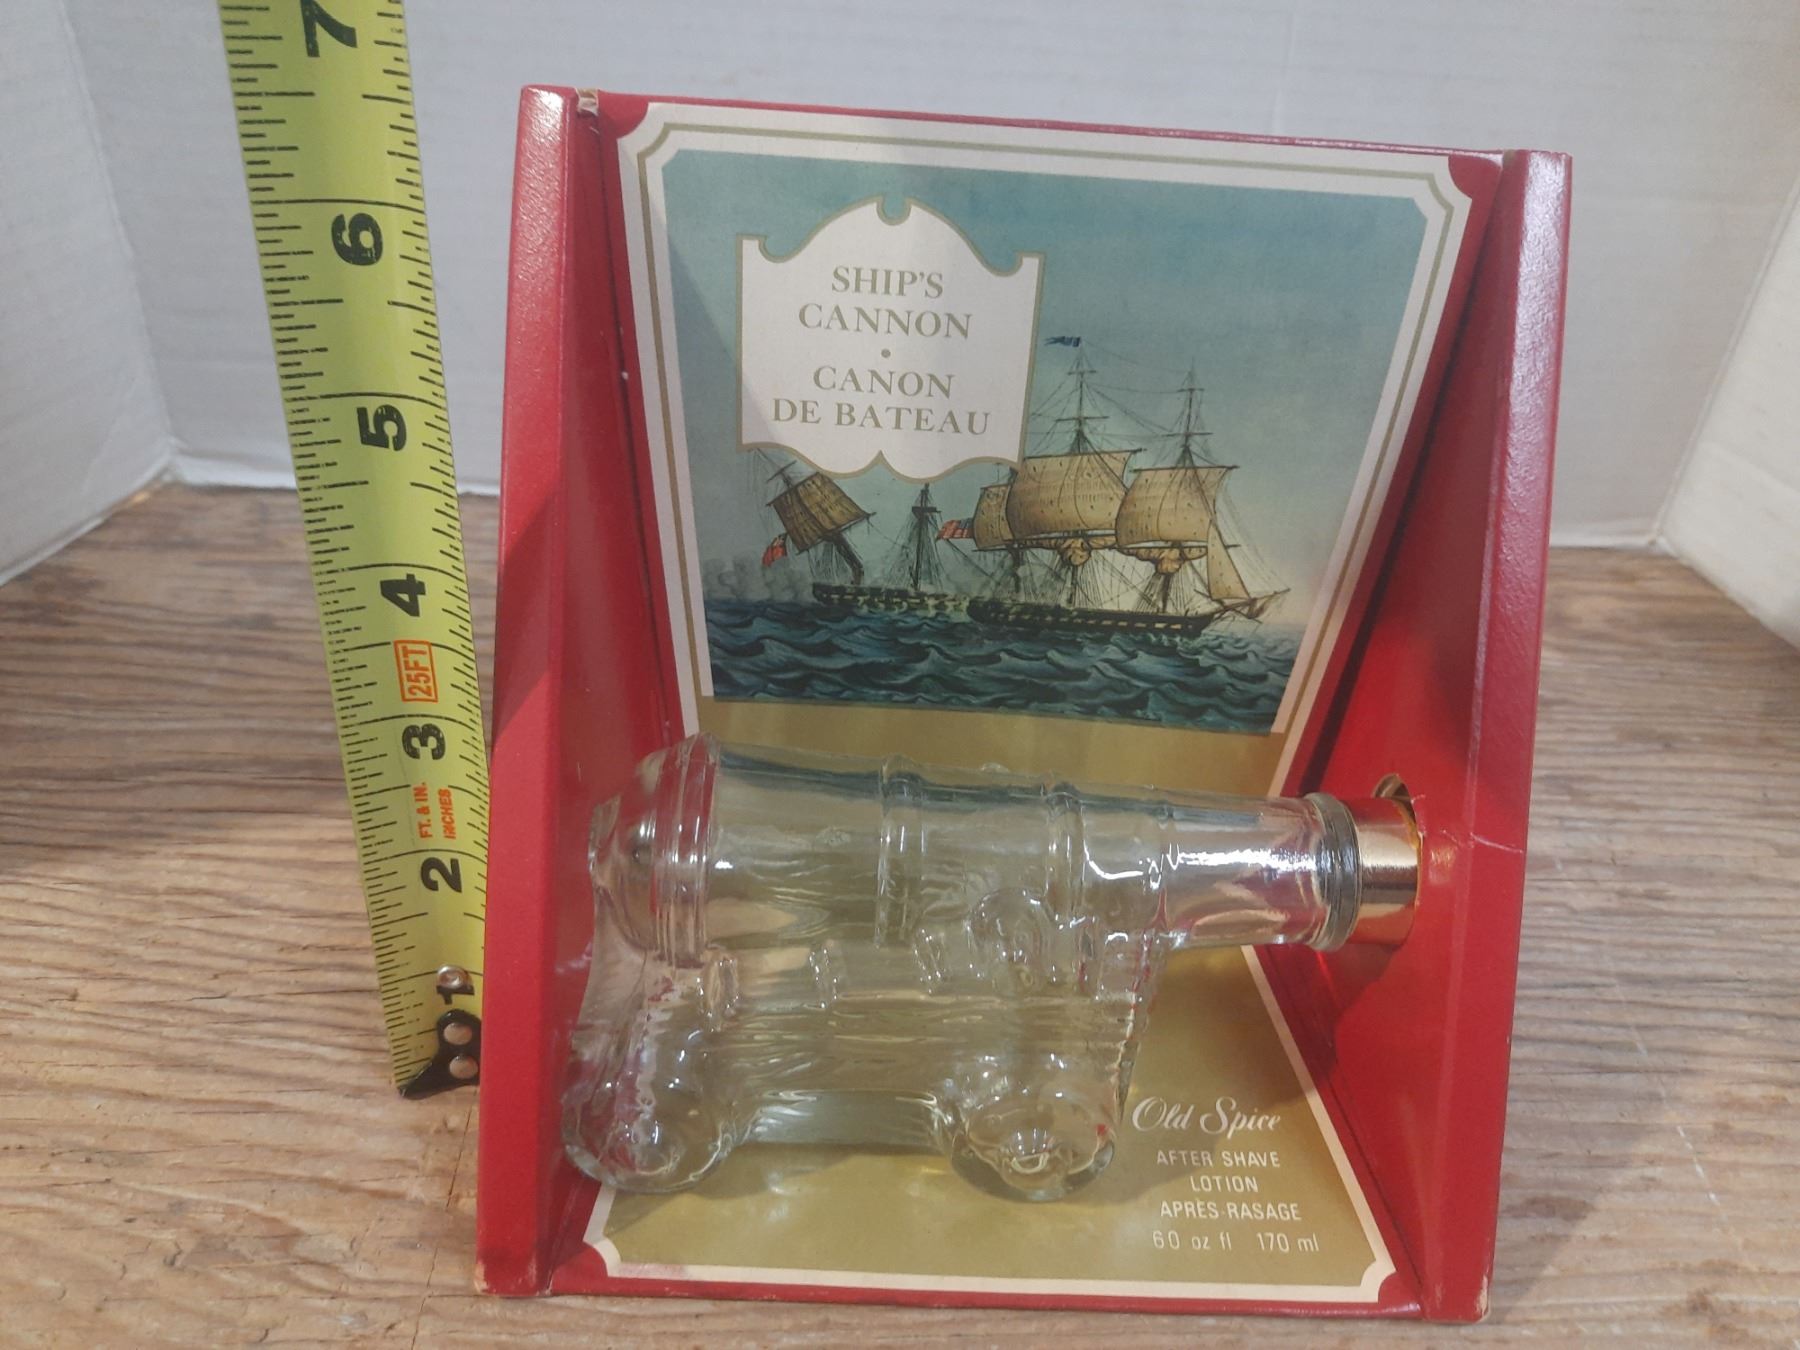 7
6
5
4
25FT
3
FT. & IN.
INCHES
2
1
SHIP'S
CANNON
•
CANON
DE BATEAU
Old Spice
AFTER SHAVE
LOTION
APRÈS-RASAGE
60 oz fl 170 ml